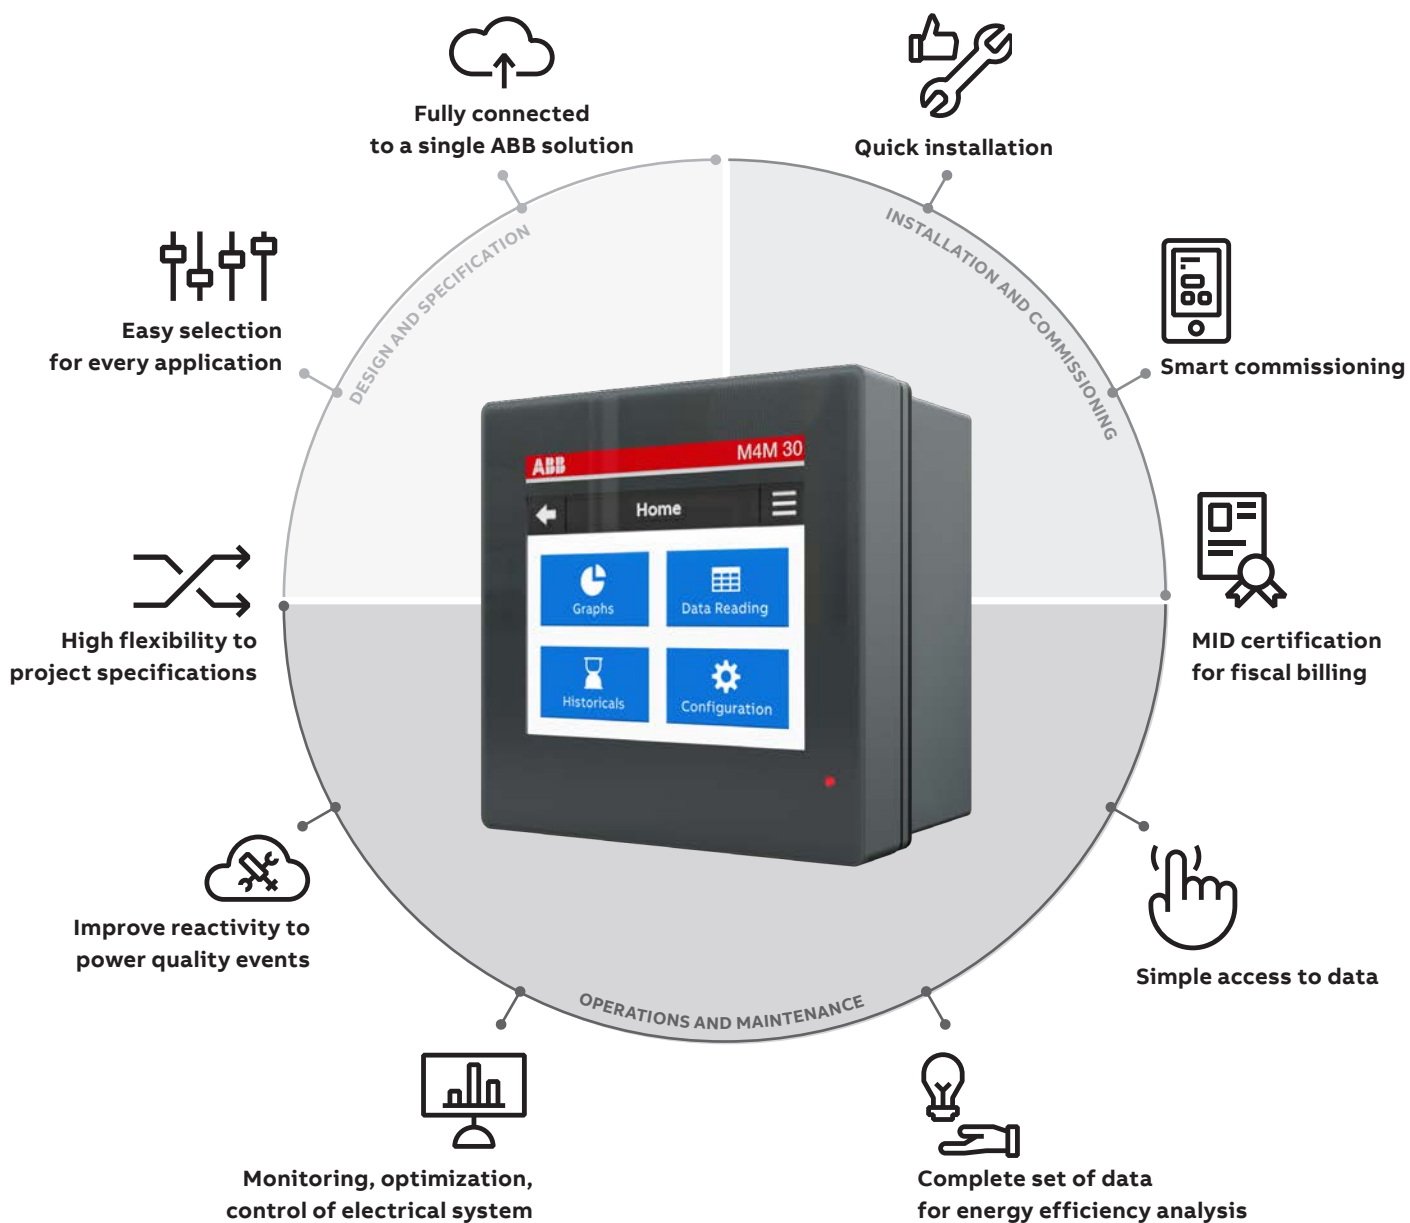 Fully connected
to a single ABB solution
Quick installation
DESIGN AND SPECIFICATION
INSTALLATION AND COMMISSIONING
Easy selection
for every application
Smart commissioning
ABB
M4M 30
Home
Graphs
Data Reading
Historicals
Configuration
High flexibility to
project specifications
MID certification
for fiscal billing
Improve reactivity to
power quality events
Simple access to data
OPERATIONS AND MAINTENANCE
Monitoring, optimization,
control of electrical system
Complete set of data
for energy efficiency analysis